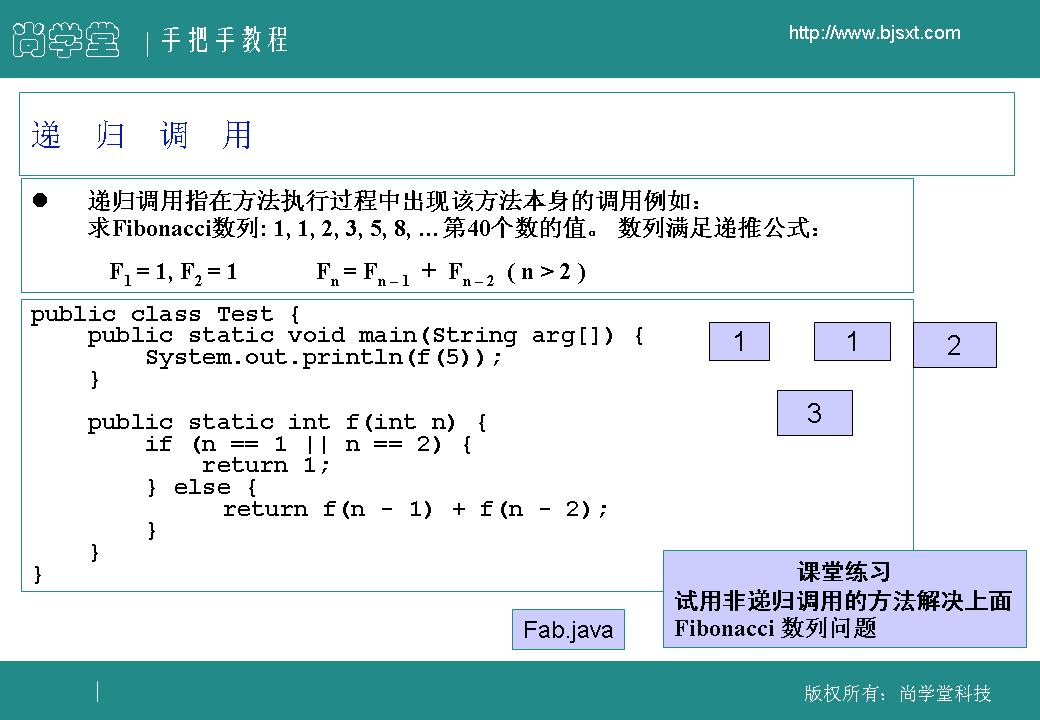 尚学堂 手把手教程 http://www.bjsxt.com
递 归 调 用
● 递归调用指在方法执行过程中出现该方法本身的调用例如：
求Fibonacci数列: 1, 1, 2, 3, 5, 8, … 第40个数的值。 数列满足递推公式：
F1 = 1, F2 = 1 Fn = Fn – 1 + Fn – 2 ( n > 2 )
public class Test {
    public static void main(String arg[]) {
        System.out.println(f(5));
    }
    public static int f(int n) {
        if (n == 1 || n == 2) {
            return 1;
        } else {
            return f(n - 1) + f(n - 2);
        }
    }
}
1 1 2
3
课堂练习
试用非递归调用的方法解决上面
Fibonacci 数列问题
Fab.java
版权所有：尚学堂科技